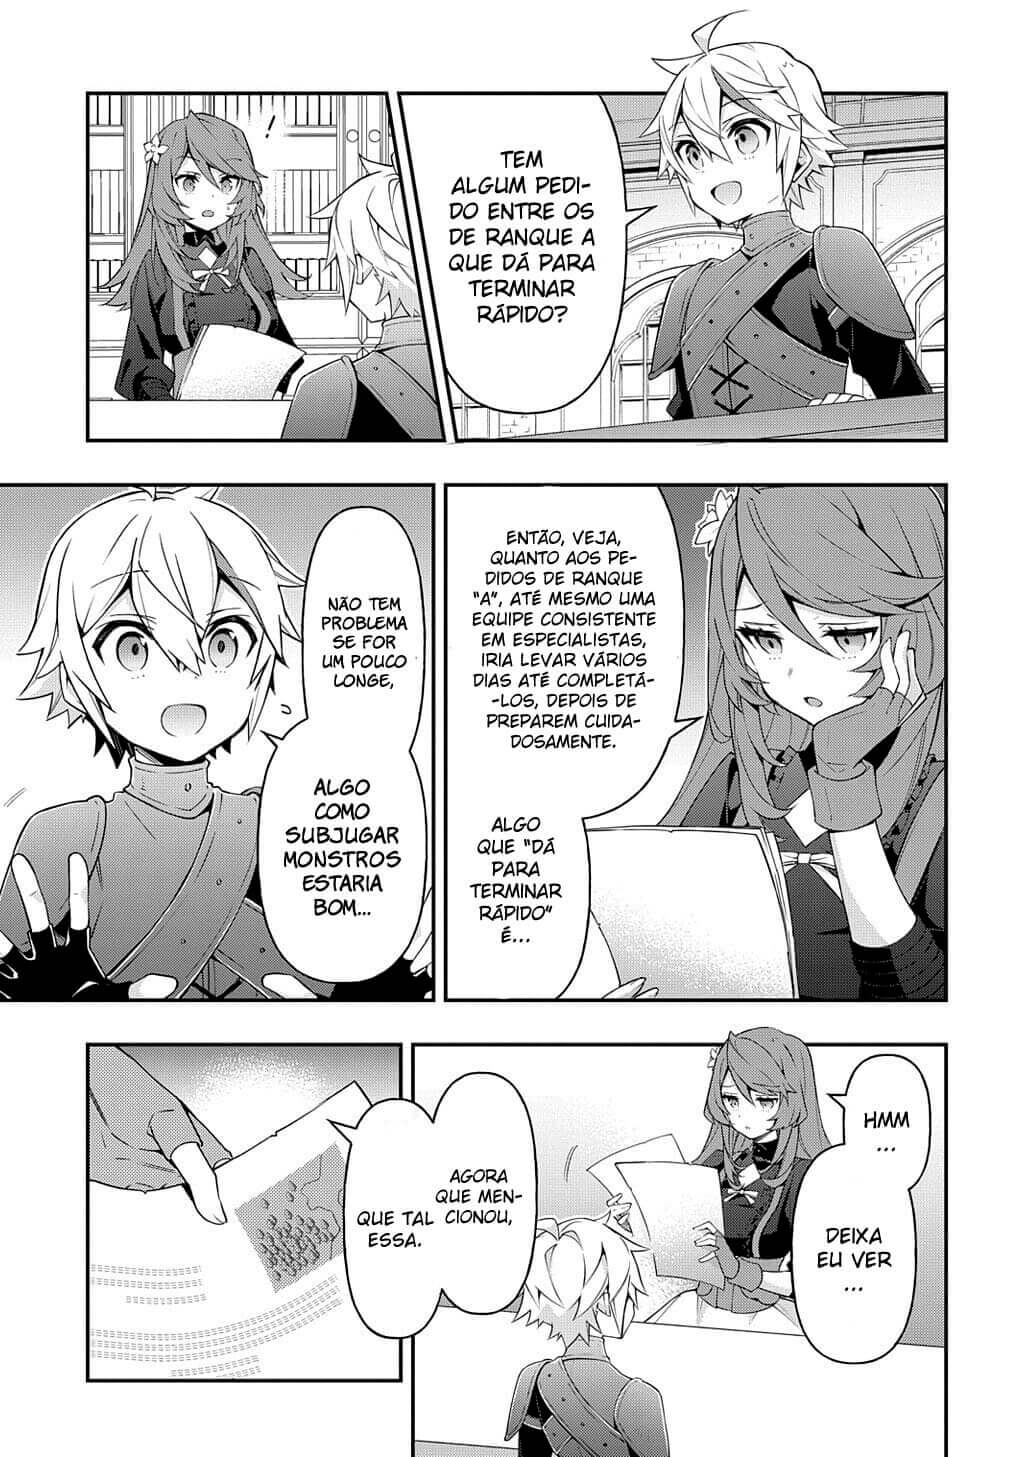 TEM
ALGUM PEDI-
DO ENTRE OS
DE RANQUE A
QUE DÁ PARA
TERMINAR
RÁPIDO?
!
ENTÃO, VEJA,
QUANTO AOS PE-
DIDOS DE RANQUE
"A", ATÉ MESMO UMA
EQUIPE CONSISTENTE
EM ESPECIALISTAS,
IRIA LEVAR VÁRIOS
DIAS ATÉ COMPLETÁ-
-LOS, DEPOIS DE
PREPAREM CUIDA-
DOSAMENTE.
ALGO
QUE "DÁ
PARA
TERMINAR
RÁPIDO"
É...
NÃO TEM
PROBLEMA
SE FOR
UM POUCO
LONGE,
ALGO
COMO
SUBJUGAR
MONSTROS
ESTARIA
BOM...
HMM
...
DEIXA
EU VER
...
AGORA
QUE MEN-
CIONOU,
QUE TAL
ESSA.